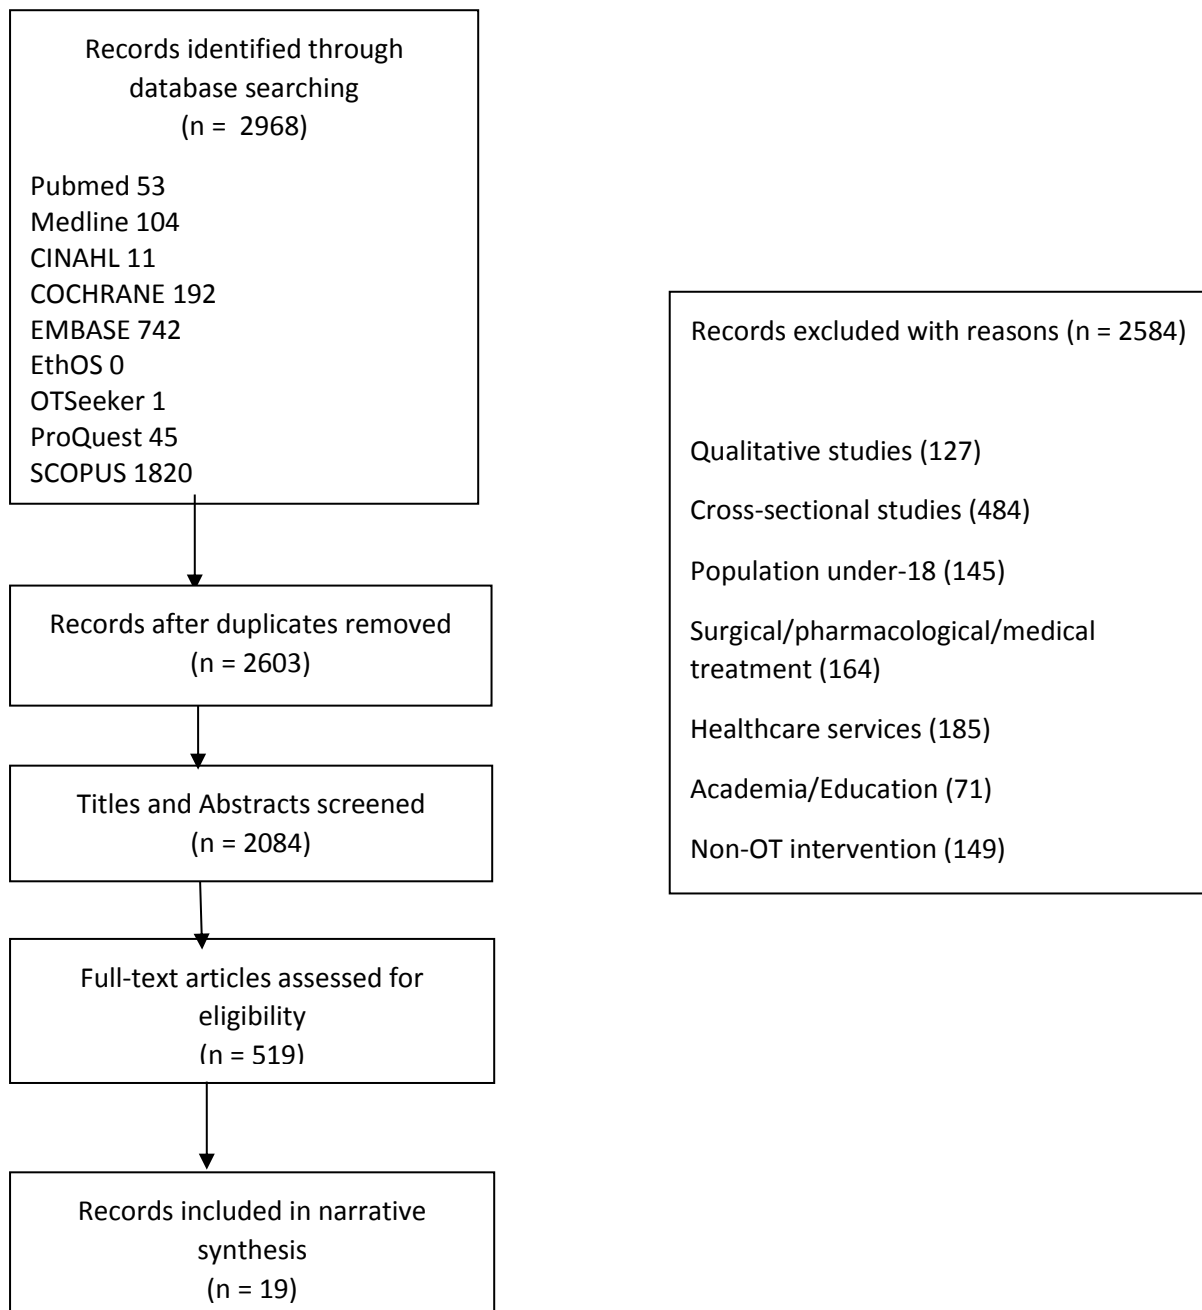 Records identified through
database searching
(n =  2968)
Pubmed 53
Medline 104
CINAHL 11
COCHRANE 192
EMBASE 742
EthOS 0
OTSeeker 1
ProQuest 45
SCOPUS 1820
Records excluded with reasons (n = 2584)
Qualitative studies (127)
Cross-sectional studies (484)
Population under-18 (145)
Surgical/pharmacological/medical
treatment (164)
Healthcare services (185)
Academia/Education (71)
Non-OT intervention (149)
Records after duplicates removed
(n = 2603)
Titles and Abstracts screened
(n = 2084)
Full-text articles assessed for
eligibility
(n = 519)
Records included in narrative
synthesis
(n = 19)